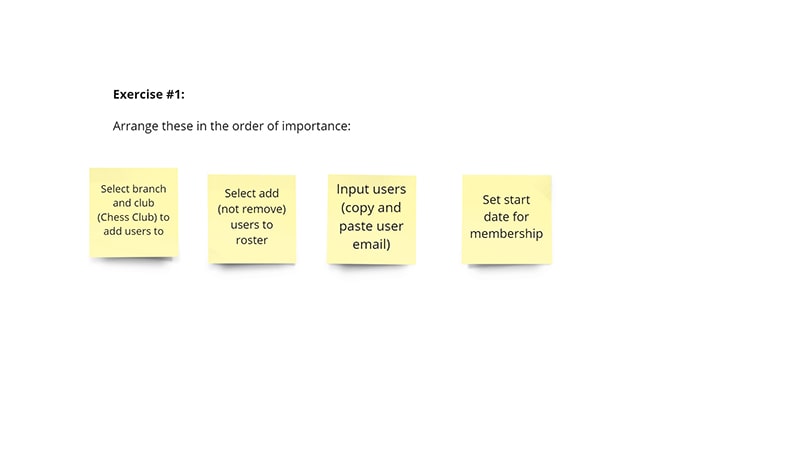 Exercise #1:
Arrange these in the order of importance:
Select branch
and club
(Chess Club) to
add users to
Select add
(not remove)
users to
roster
Input users
(copy and
paste user
email)
Set start
date for
membership